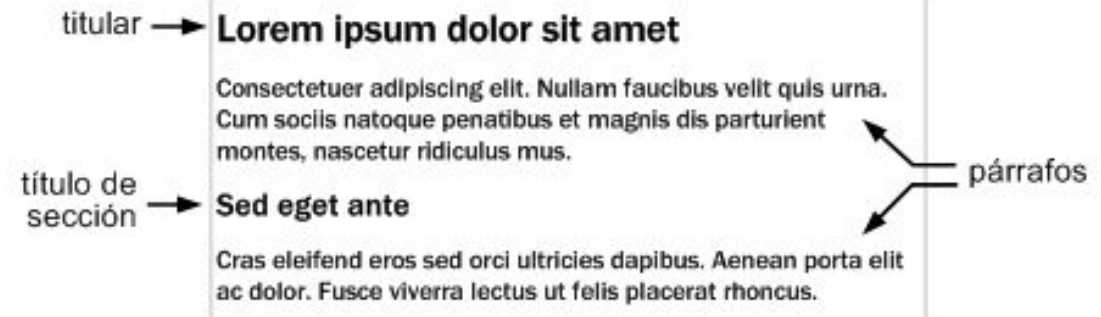 titular
Lorem ipsum dolor sit amet
Consectetuer adipiscing elit. Nullam faucibus velit quis urna.
Cum sociis natoque penatibus et magnis dis parturient
montes, nascetur ridiculus mus.
párrafos
título de
sección
Sed eget ante
Cras eleifend eros sed orci ultricies dapibus. Aenean porta elit
ac dolor. Fusce viverra lectus ut felis placerat rhoncus.